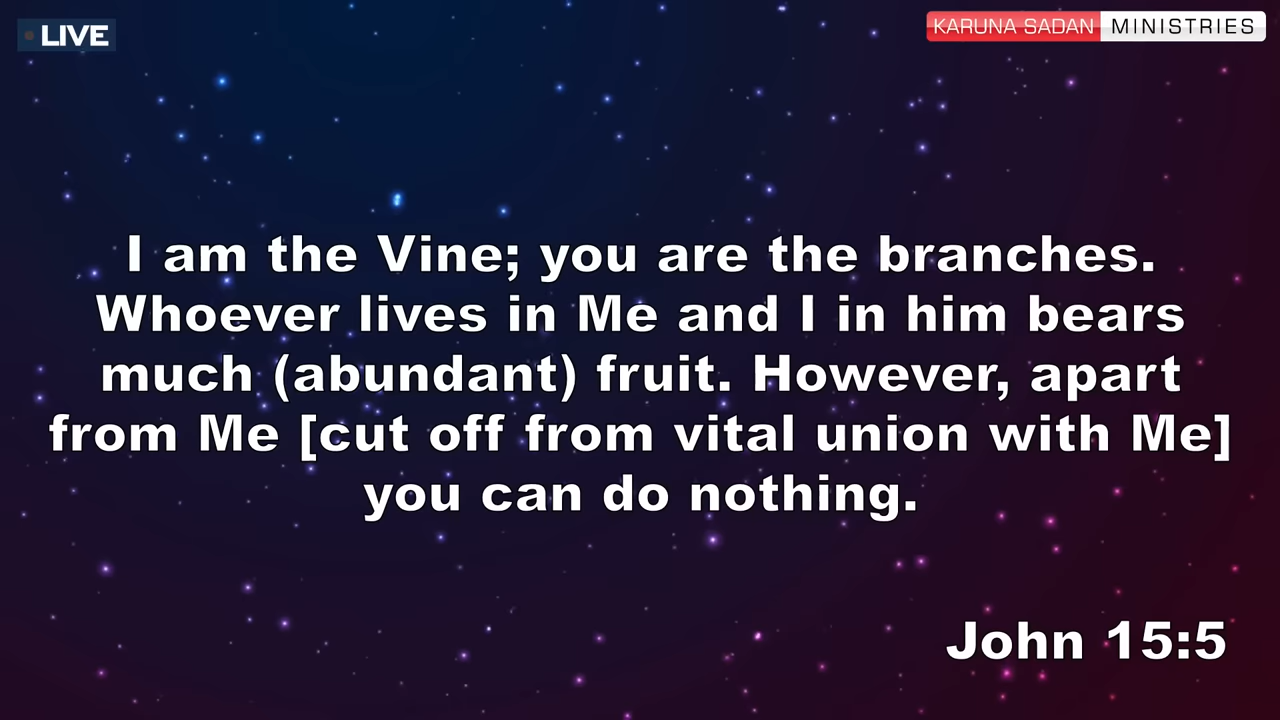 LIVE
KARUNA SADAN MINISTRIES
I am the Vine; you are the branches.
Whoever lives in Me and I in him bears
much (abundant) fruit. However, apart
from Me [cut off from vital union with Me]
you can do nothing.
John 15:5